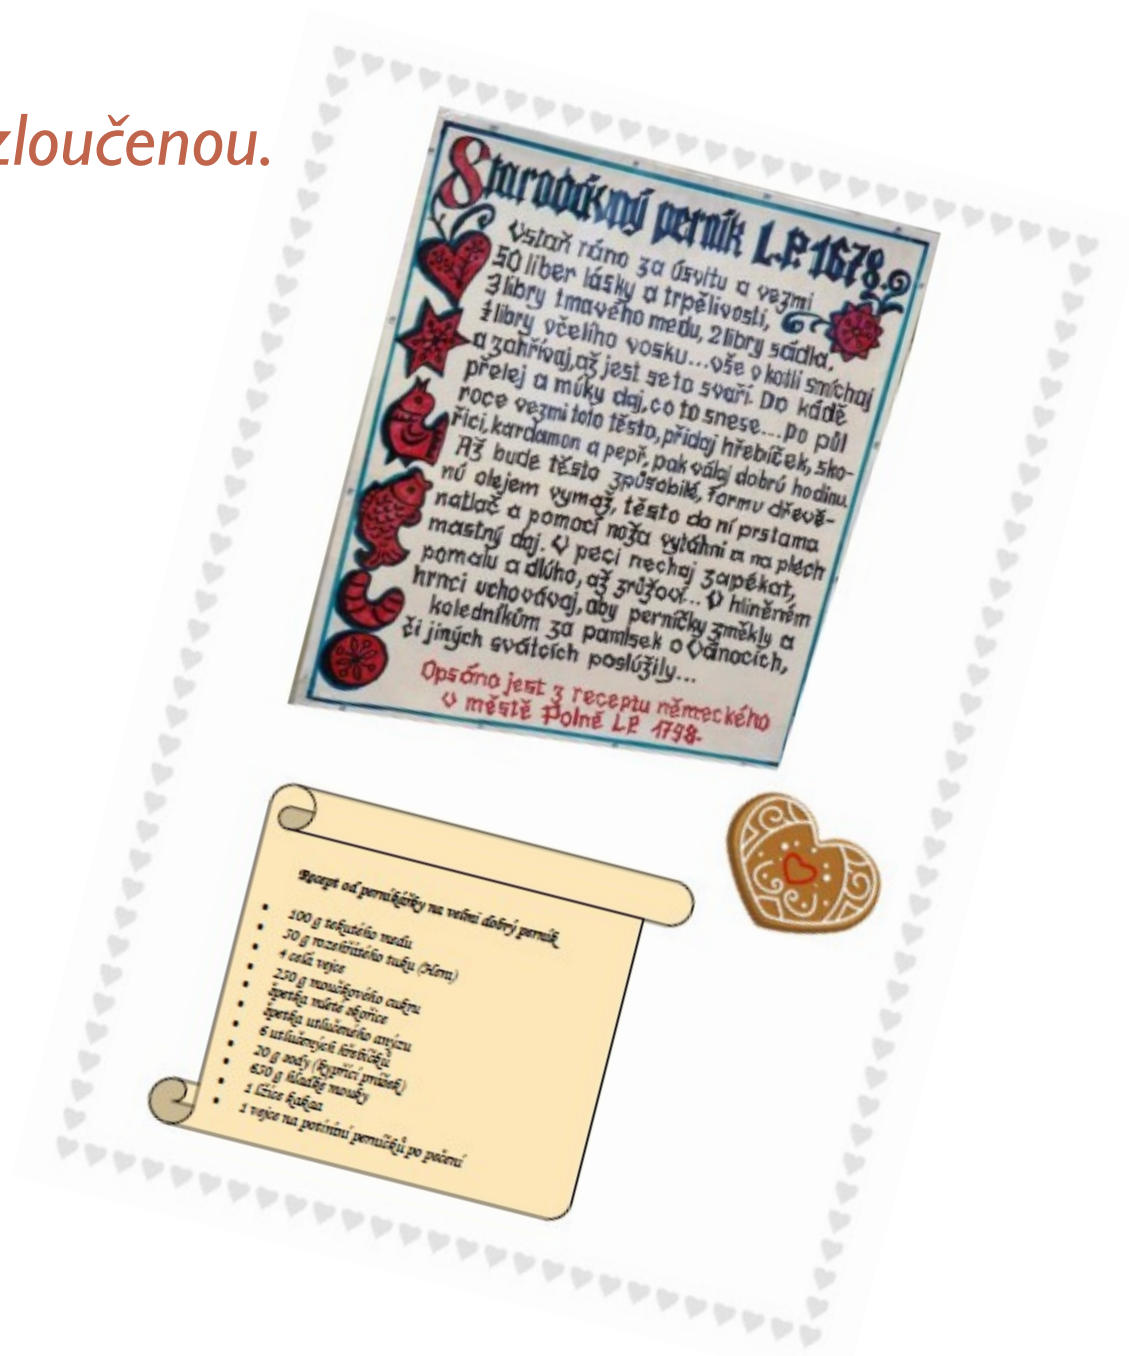 zloučenou.
Starodávný perník L.P. 1678.
Vstaň ráno za úsvitu a vezmi
50 liber lásky a trpělivosti,
3 libry tmavého medu, 2 libry sádla,
libry včelího vosku...vše v kotli smíchaj
a zahřívaj, až jest se to svaří. Do kádě
přelej a múky daj, co to snese...po půl
roce vezmi toto těsto, přidaj hřebíček, sko-
řici, kardamon a pepř, pak válaj dobrú hodinu.
Až bude těsto způsobilé, formu dřevě-
nú olejem vymaž, těsto do ní prstama
natlač a pomocí noža vytáhni a na plech
mastný daj. V peci nechaj zapékat,
pomalu a dlúho, až zrůžoví... V hliněném
hrnci uchovávaj, aby perníčky změkly a
koledníkům za pamlsek o Vánocích,
či jiných svátcích poslúžily...
Opsáno jest z receptu německého
v městě Polné L.P. 1798.
Recept od perníkářky na velmi dobrý perník
• 100 g tekutého medu
• 50 g rozehřátého tuku (Hera)
• 4 celá vejce
• 250 g moučkového cukru
• špetka mleté skořice
• špetka utlučeného anýzu
• 6 utlučených hřebíčků
• 20 g sody (kypřící prášek)
• 650 g hladké mouky
• 1 lžíce kakaa
• 1 vejce na potírání perníčků po pečení